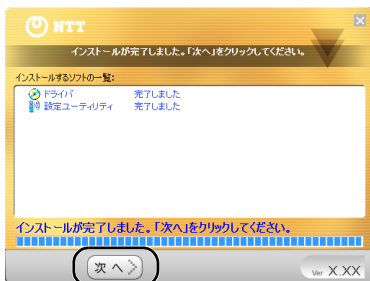 NTT
インストールが完了しました。「次へ」をクリックしてください。
インストールするソフトの一覧:
ドライバ 完了しました
設定ユーティリティ 完了しました
インストールが完了しました。「次へ」をクリックしてください。
次へ
Ver X.XX